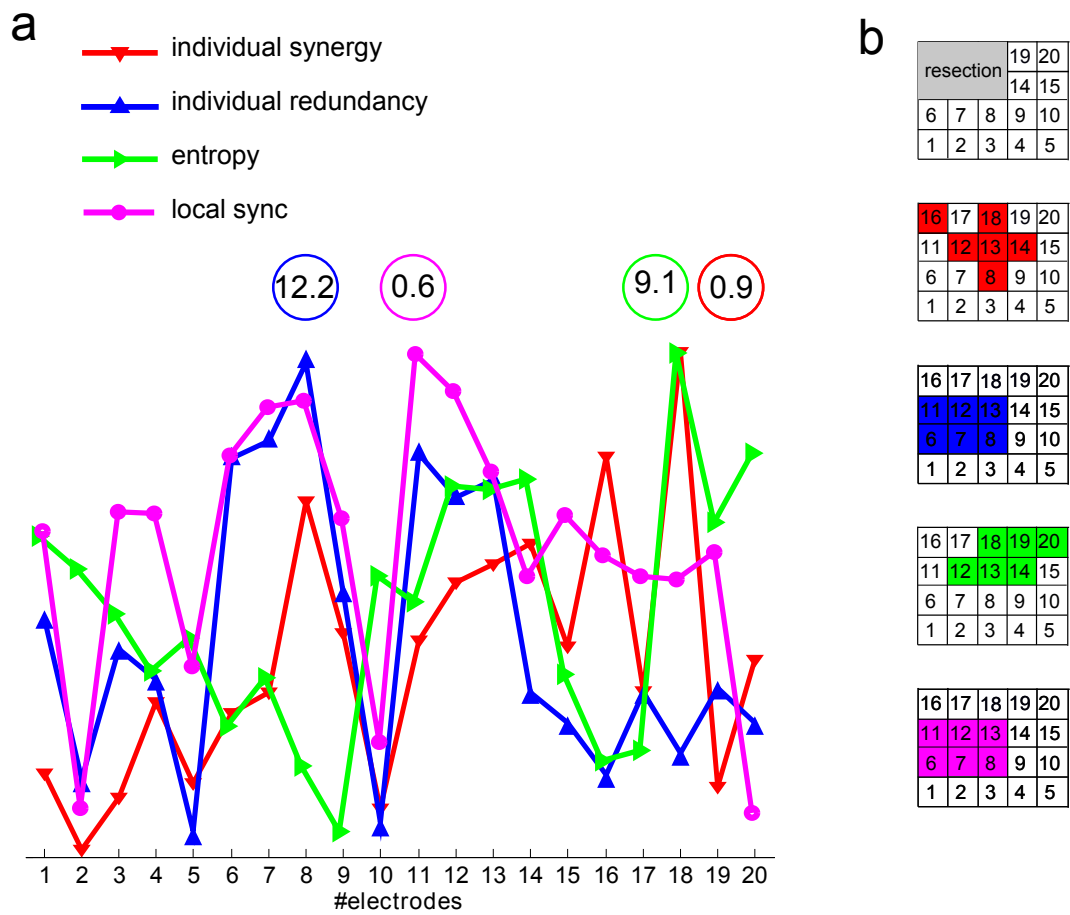 a
individual synergy
individual redundancy
entropy
local sync
12.2
0.6
9.1
0.9
1 2 3 4 5 6 7 8 9 10 11 12 13 14 15 16 17 18 19 20
#electrodes
b
resection 19 20
14 15
6 7 8 9 10
1 2 3 4 5
16 17 18 19 20
11 12 13 14 15
6 7 8 9 10
1 2 3 4 5
16 17 18 19 20
11 12 13 14 15
6 7 8 9 10
1 2 3 4 5
16 17 18 19 20
11 12 13 14 15
6 7 8 9 10
1 2 3 4 5
16 17 18 19 20
11 12 13 14 15
6 7 8 9 10
1 2 3 4 5